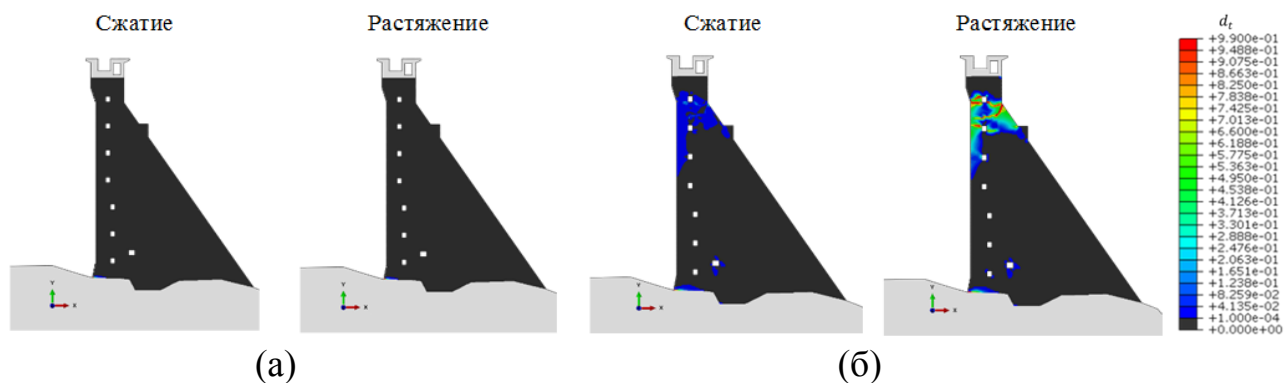 Сжатие
Растяжение
Сжатие
Растяжение
d_t
+9.900e-01
+9.488e-01
+9.075e-01
+8.663e-01
+8.250e-01
+7.838e-01
+7.425e-01
+7.013e-01
+6.600e-01
+6.188e-01
+5.775e-01
+5.363e-01
+4.950e-01
+4.538e-01
+4.126e-01
+3.713e-01
+3.301e-01
+2.888e-01
+2.476e-01
+2.063e-01
+1.651e-01
+1.238e-01
+8.259e-02
+4.135e-02
+1.000e-04
+0.000e+00
Y
X
Y
X
Y
X
Y
X
(а)
(б)